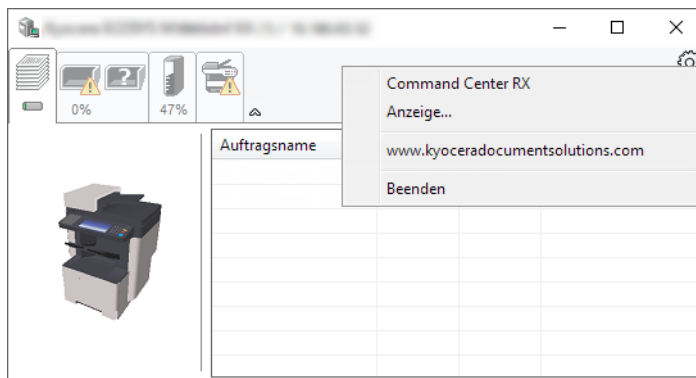 0%
47%
Auftragsname
Command Center RX
Anzeige...
www.kyoceradocumentsolutions.com
Beenden